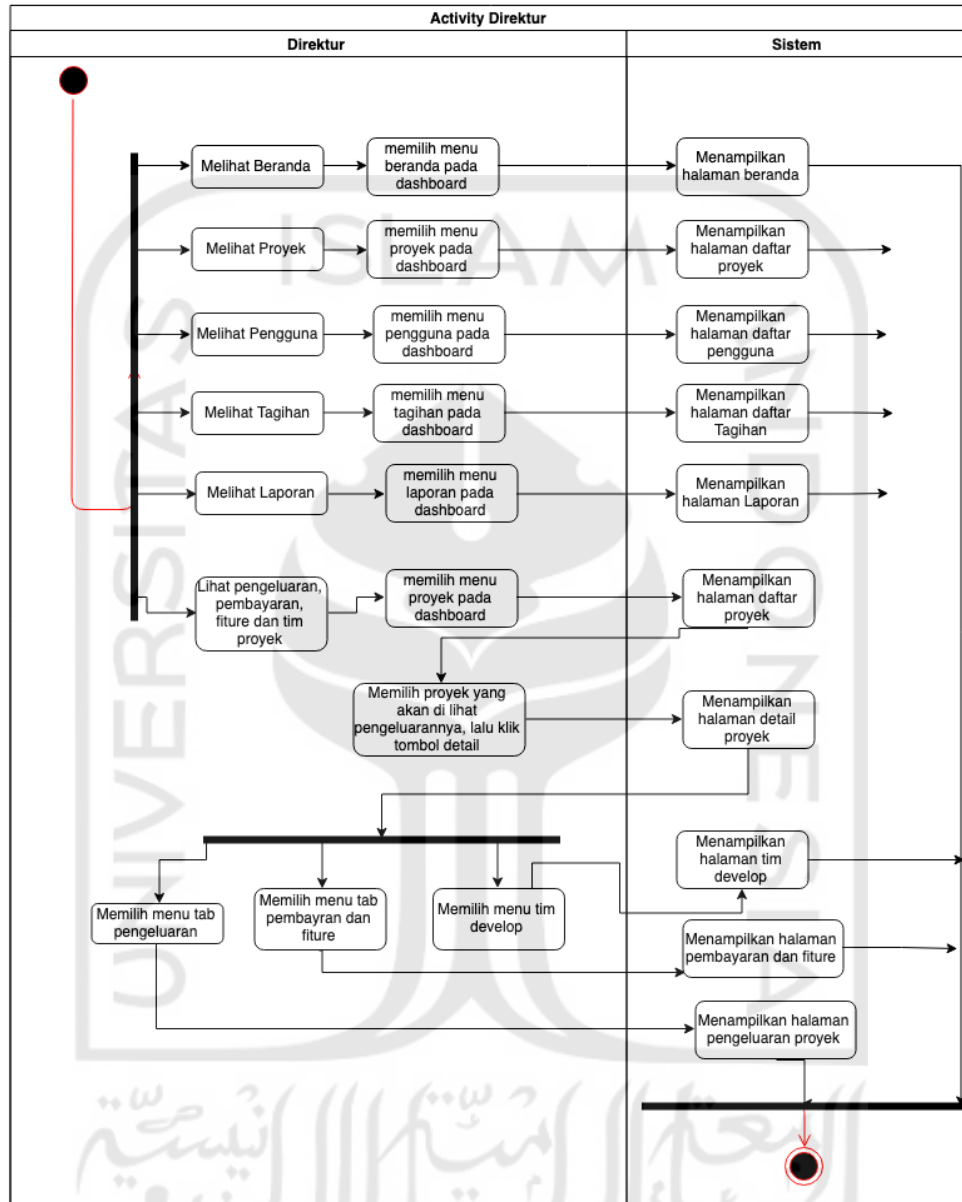 Activity Direktur
Direktur
Sistem
Melihat Beranda
memilih menu
beranda pada
dashboard
Menampilkan
halaman beranda
Melihat Proyek
memilih menu
proyek pada
dashboard
Menampilkan
halaman daftar
proyek
Melihat Pengguna
memilih menu
pengguna pada
dashboard
Menampilkan
halaman daftar
pengguna
Melihat Tagihan
memilih menu
tagihan pada
dashboard
Menampilkan
halaman daftar
Tagihan
Melihat Laporan
memilih menu
laporan pada
dashboard
Menampilkan
halaman Laporan
Lihat pengeluaran,
pembayaran,
fiture dan tim
proyek
memilih menu
proyek pada
dashboard
Menampilkan
halaman daftar
proyek
Memilih proyek yang
akan di lihat
pengeluarannya, lalu klik
tombol detail
Menampilkan
halaman detail
proyek
Memilih menu tab
pengeluaran
Memilih menu tab
pembayran dan
fiture
Memilih menu tim
develop
Menampilkan
halaman tim
develop
Menampilkan halaman
pembayaran dan fiture
Menampilkan halaman
pengeluaran proyek
UNIVERSITAS
ISLAM
INDONESIA